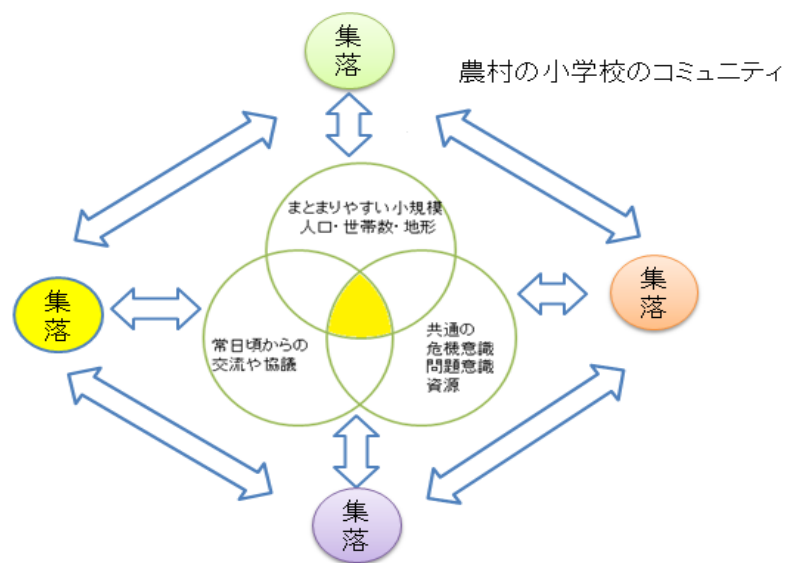 集
落
農村の小学校のコミュニティ
まとまりやすい小規模
人口・世帯数・地形
集
落
集
落
常日頃からの
交流や協議
共通の
危機意識
問題意識
資源
集
落